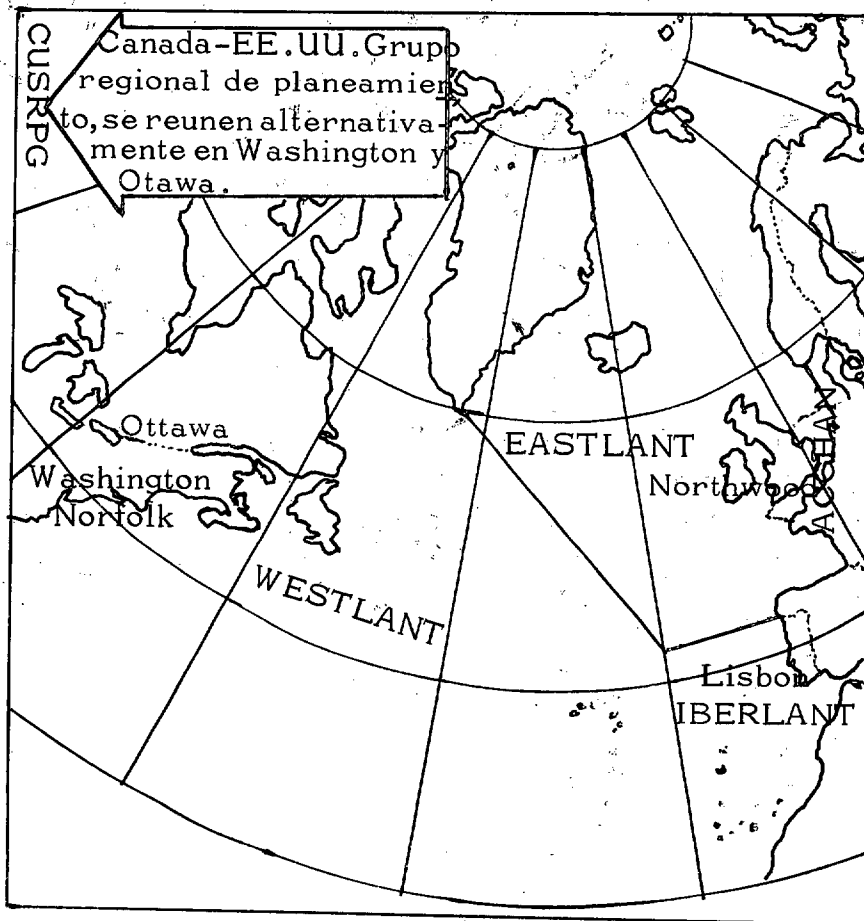 CUSRPG
Canada-EE.UU.Grupo
regional de planeamien
to, se reunen alternativa-
mente en Washington y
Otawa.
Ottawa
EASTLANT
Washington
Northwood
Norfolk
WESTLANT
Lisbon
IBERLANT